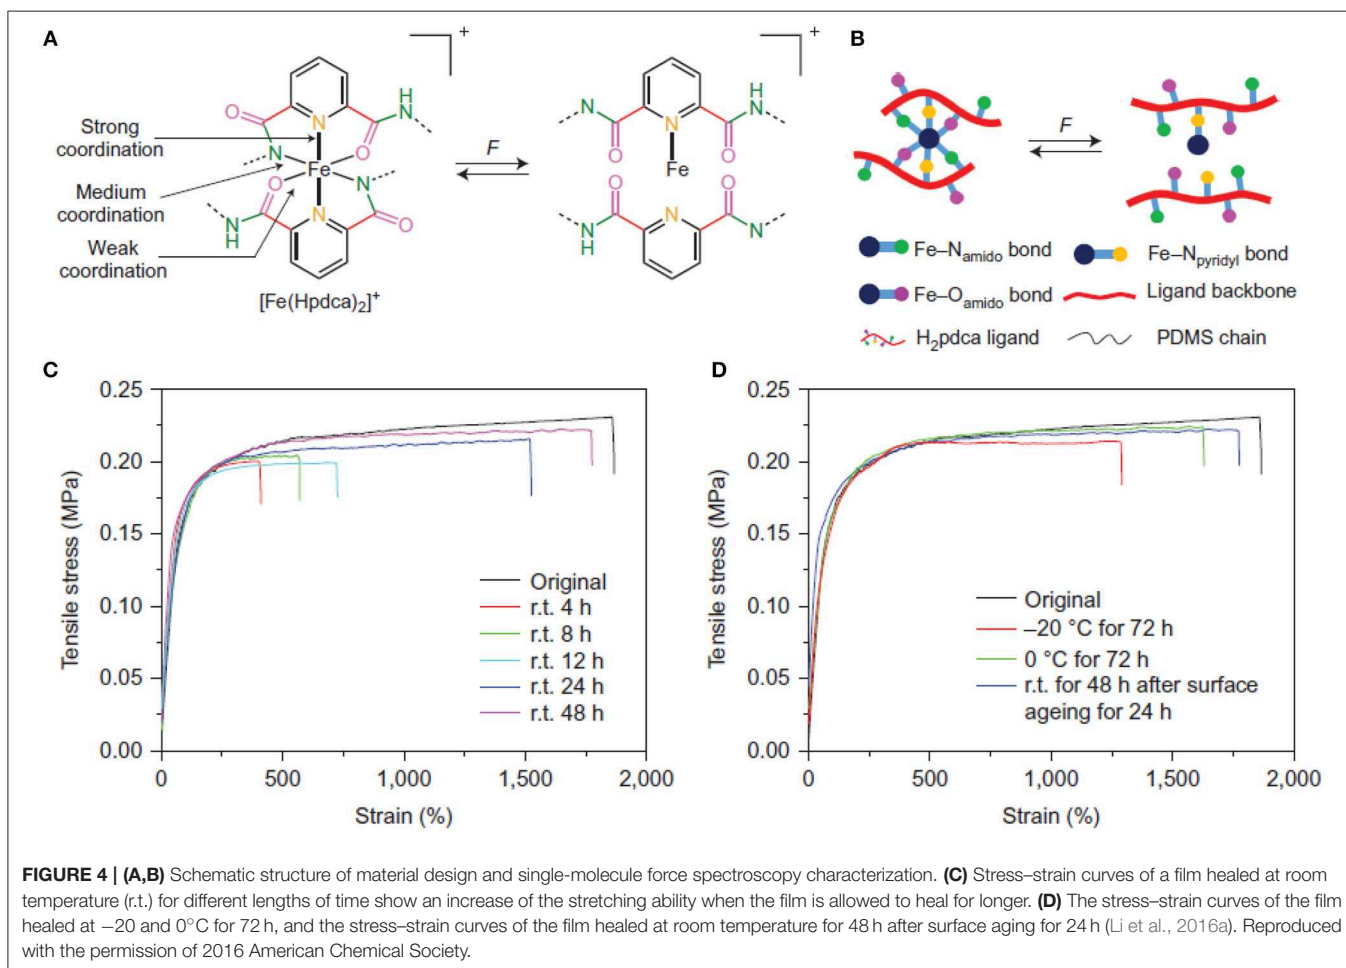 A
B
+
+
O
N
N
H
N
O
N
N
H
N
O
O
Strong
coordination
Fe
F
Fe
F
Medium
coordination
O
N
O
O
N
H
N
O
N
H
N
N
Weak
coordination
[Fe(Hpdca)₂]⁺
Fe–N_amido bond
Fe–N_pyridyl bond
Fe–O_amido bond
Ligand backbone
H₂pdca ligand
PDMS chain
C
Tensile stress (MPa)
0.25
0.20
0.15
0.10
0.05
0.00
Original
r.t. 4 h
r.t. 8 h
r.t. 12 h
r.t. 24 h
r.t. 48 h
0
500
1,000
1,500
2,000
Strain (%)
D
Tensile stress (MPa)
0.25
0.20
0.15
0.10
0.05
0.00
Original
–20 °C for 72 h
0 °C for 72 h
r.t. for 48 h after surface
ageing for 24 h
0
500
1,000
1,500
2,000
Strain (%)
FIGURE 4 | (A,B) Schematic structure of material design and single-molecule force spectroscopy characterization. (C) Stress–strain curves of a film healed at room
temperature (r.t.) for different lengths of time show an increase of the stretching ability when the film is allowed to heal for longer. (D) The stress–strain curves of the film
healed at −20 and 0°C for 72 h, and the stress–strain curves of the film healed at room temperature for 48 h after surface aging for 24 h (Li et al., 2016a). Reproduced
with the permission of 2016 American Chemical Society.